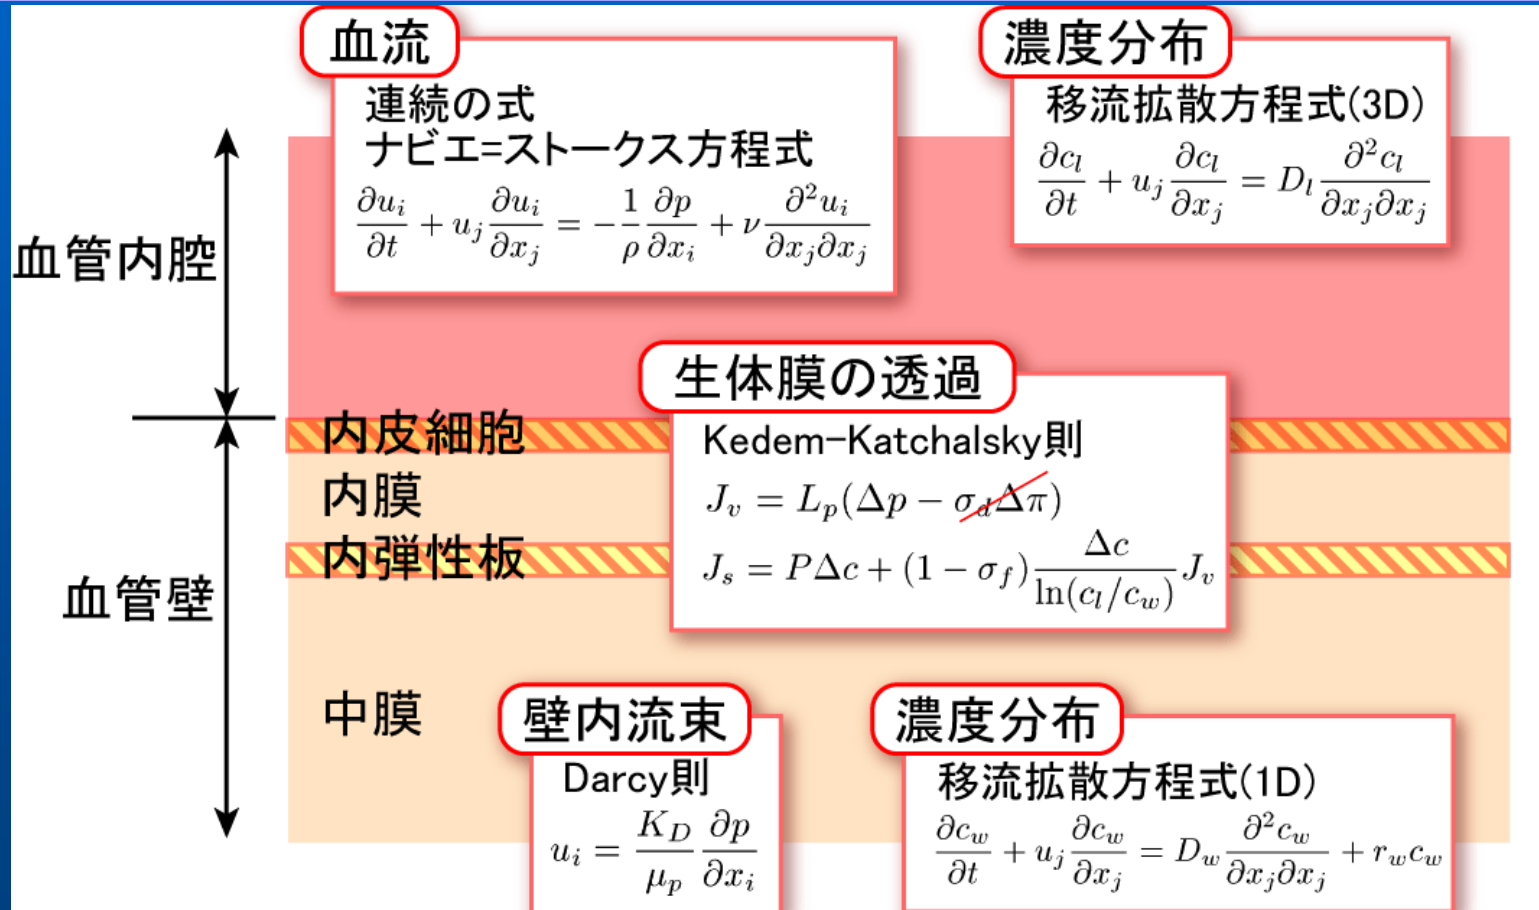 血流
連続の式
ナビエ=ストークス方程式
∂u_i/∂t + u_j ∂u_i/∂x_j = −(1/ρ) ∂p/∂x_i + ν ∂²u_i/∂x_j∂x_j
濃度分布
移流拡散方程式(3D)
∂c_l/∂t + u_j ∂c_l/∂x_j = D_l ∂²c_l/∂x_j∂x_j
血管内腔
生体膜の透過
Kedem-Katchalsky則
J_v = L_p(Δp − σ_dΔπ)
J_s = PΔc + (1 − σ_f) Δc/ln(c_l/c_w) J_v
内皮細胞
内膜
内弾性板
血管壁
中膜
壁内流束
Darcy則
u_i = K_D/μ_p ∂p/∂x_i
濃度分布
移流拡散方程式(1D)
∂c_w/∂t + u_j ∂c_w/∂x_j = D_w ∂²c_w/∂x_j∂x_j + r_w c_w